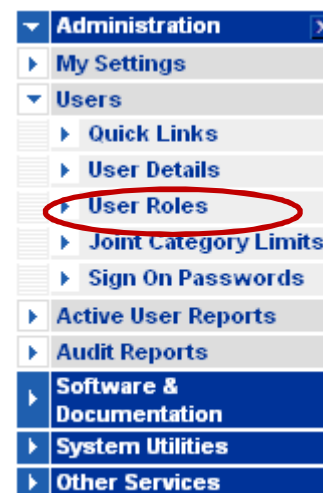 Administration
My Settings
Users
Quick Links
User Details
User Roles
Joint Category Limits
Sign On Passwords
Active User Reports
Audit Reports
Software &
Documentation
System Utilities
Other Services